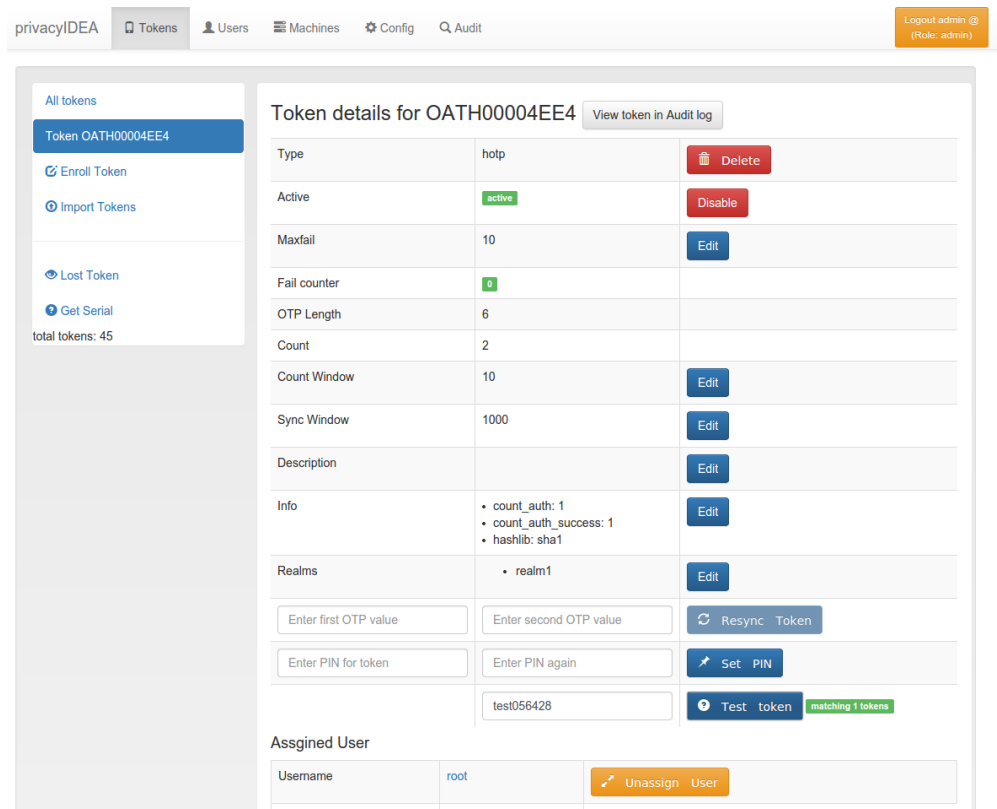 privacyIDEA Tokens Users Machines Config Audit Logout admin @
(Role: admin)
All tokens
Token OATH00004EE4
Enroll Token
Import Tokens
Lost Token
Get Serial
total tokens: 45
Token details for OATH00004EE4 View token in Audit log
Type hotp Delete
Active active Disable
Maxfail 10 Edit
Fail counter 0
OTP Length 6
Count 2
Count Window 10 Edit
Sync Window 1000 Edit
Description Edit
Info count_auth: 1 Edit
count_auth_success: 1
hashlib: sha1
Realms realm1 Edit
Enter first OTP value Enter second OTP value Resync Token
Enter PIN for token Enter PIN again Set PIN
test056428 Test token matching 1 tokens
Assgined User
Username root Unassign User